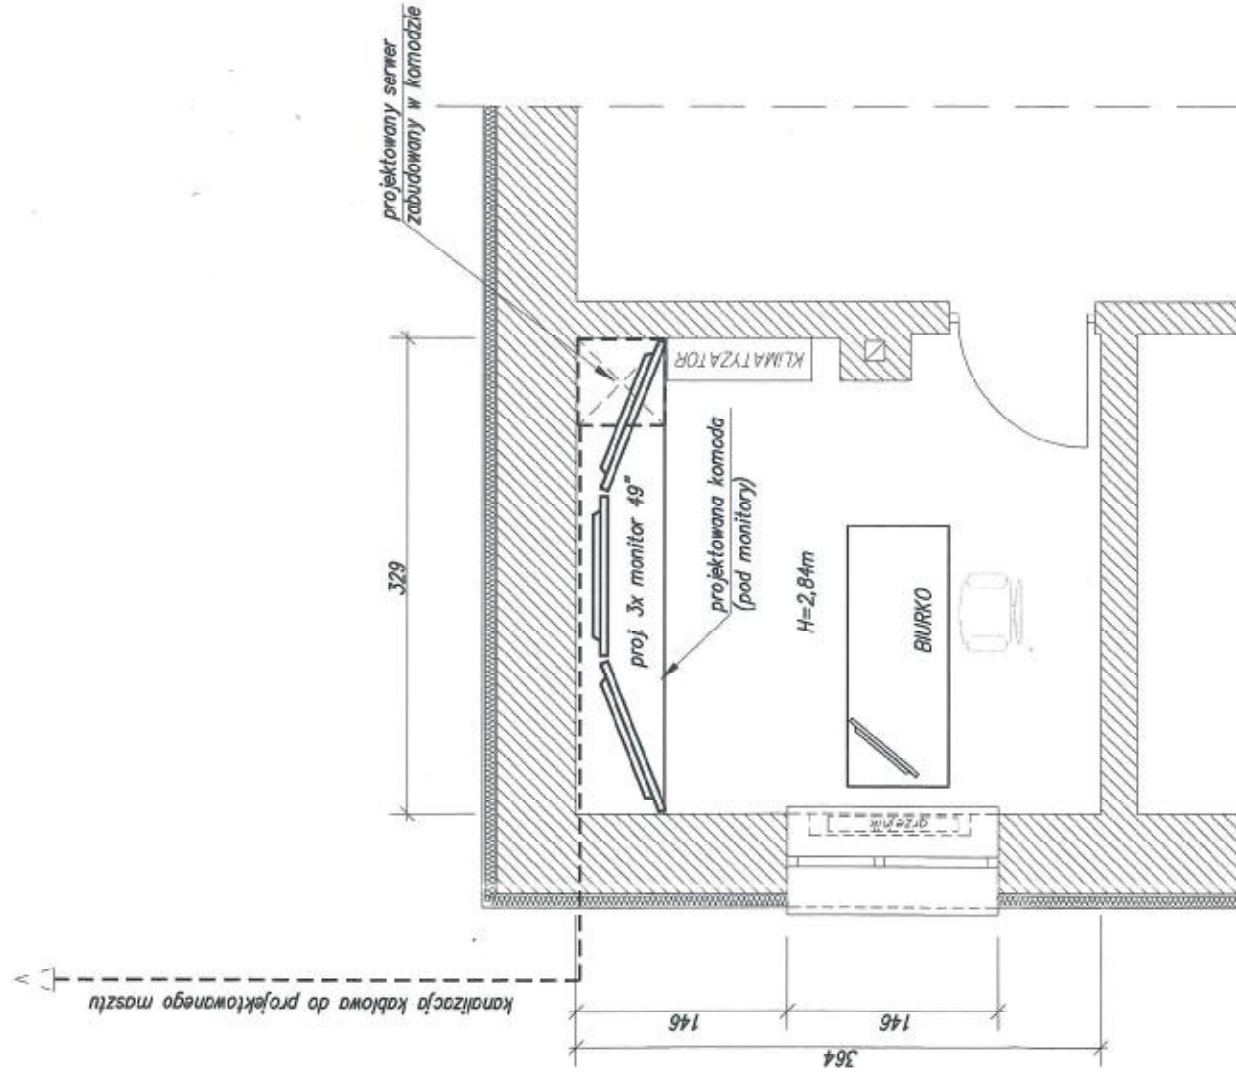 projektowany serwer
zabudowany w komodzie
329
KLIMATYZATOR
proj. 3x monitor 49"
projektowana komoda
(pod monitory)
H=2,84m
BIURKO
grzejnik
kanalizacja kablowa do projektowanego masztu
146
146
364